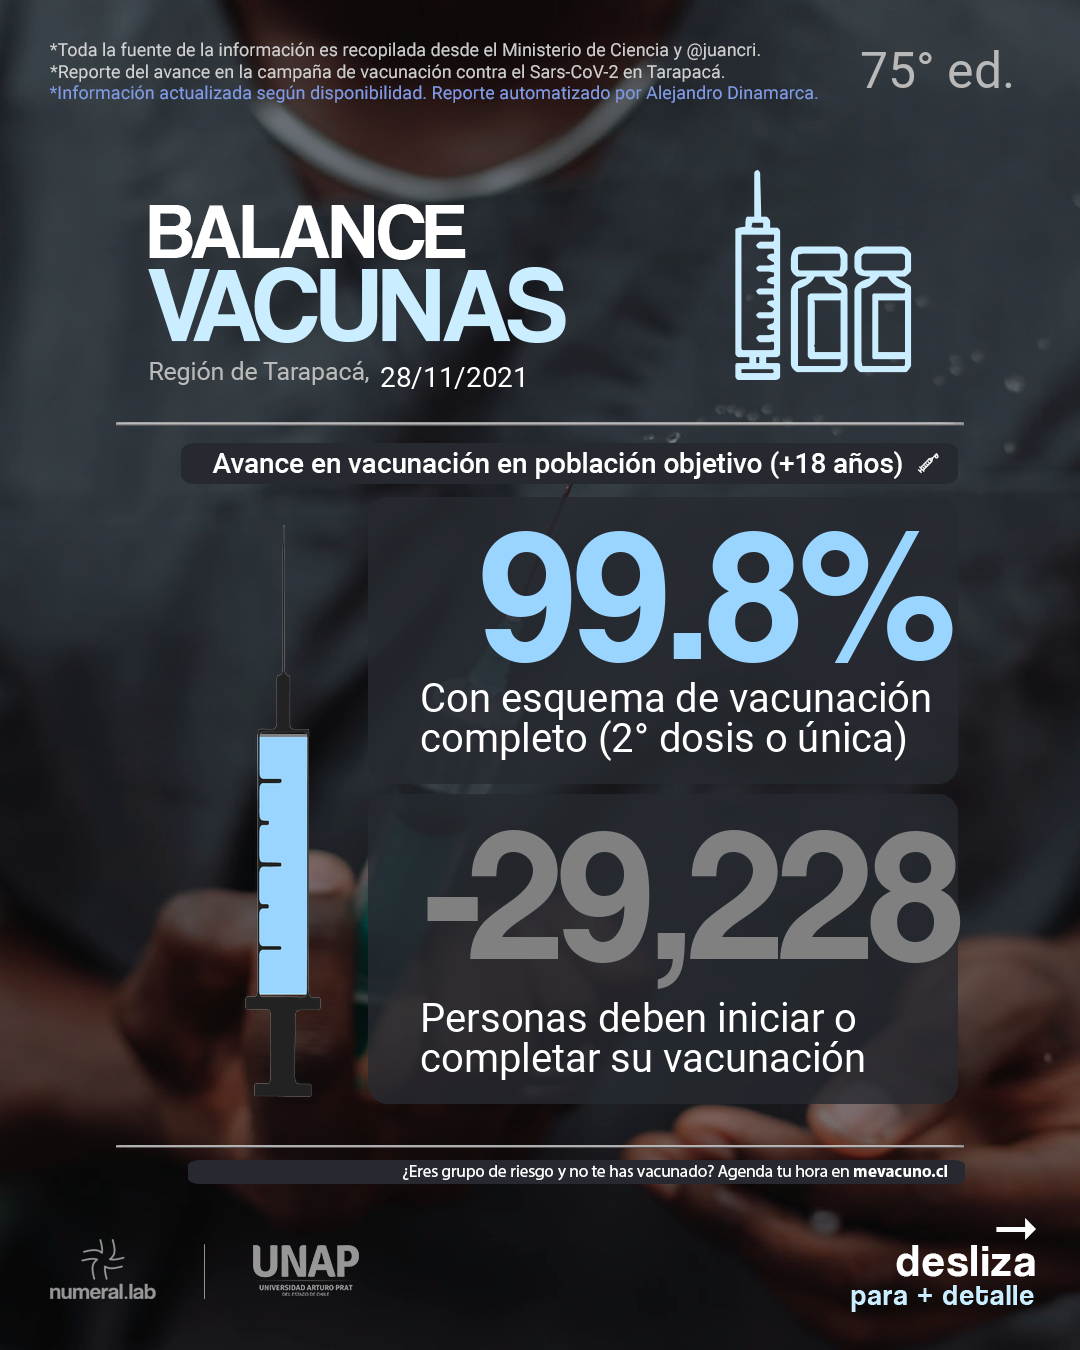 *Toda la fuente de la información es recopilada desde el Ministerio de Ciencia y @juancri.
*Reporte del avance en la campaña de vacunación contra el Sars-CoV-2 en Tarapacá.
*Información actualizada según disponibilidad. Reporte automatizado por Alejandro Dinamarca.
75° ed.
BALANCE
VACUNAS
Región de Tarapacá, 28/11/2021
Avance en vacunación en población objetivo (+18 años)
99.8%
Con esquema de vacunación
completo (2° dosis o única)
-29,228
Personas deben iniciar o
completar su vacunación
¿Eres grupo de riesgo y no te has vacunado? Agenda tu hora en mevacuno.cl
numeral.lab
UNAP
UNIVERSIDAD ARTURO PRAT
DEL ESTADO DE CHILE
desliza
para + detalle